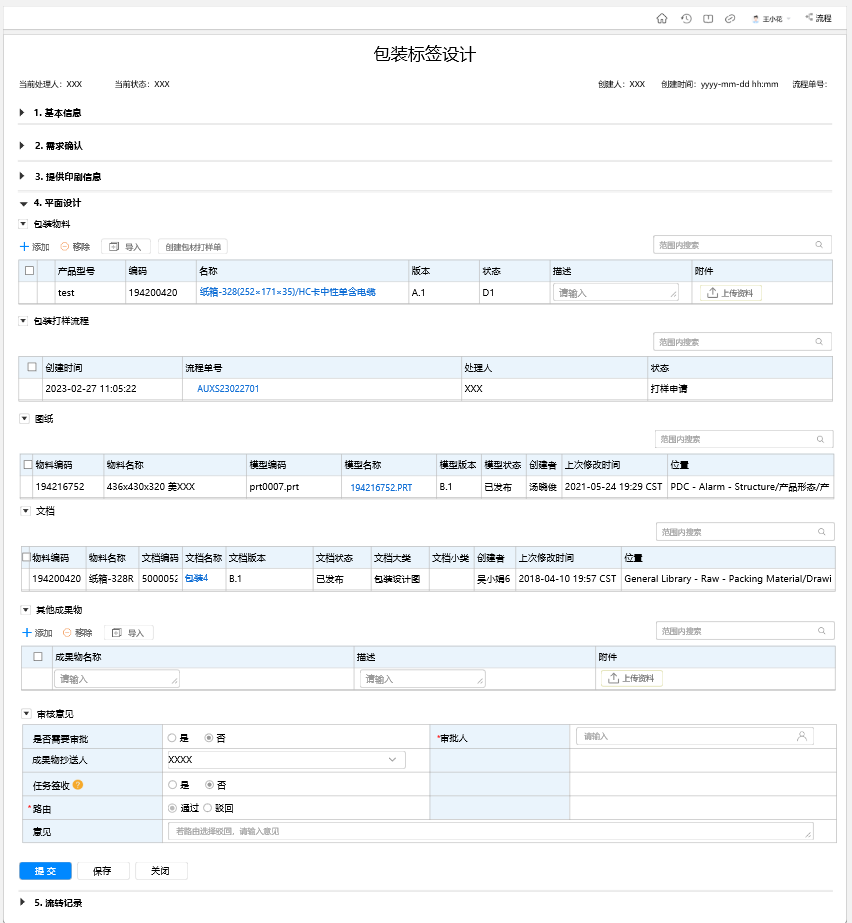 王小花 流程
包装标签设计
当前处理人: XXX 当前状态: XXX 创建人: XXX 创建时间: yyyy-mm-dd hh:mm 流程单号:
1. 基本信息
2. 需求确认
3. 提供印刷信息
4. 平面设计
包装物料
添加 移除 导入 创建包材打样单 范围内搜索
产品型号 编码 名称 版本 状态 描述 附件
test 194200420 纸箱-328(252×171×35)/HC卡中性单含电缆 A.1 D1 请输入 上传资料
包装打样流程
范围内搜索
创建时间 流程单号 处理人 状态
2023-02-27 11:05:22 AUXS23022701 XXX 打样申请
图纸
范围内搜索
物料编码 物料名称 模型编码 模型名称 模型版本 模型状态 创建者 上次修改时间 位置
194216752 436x430x320 美XXX prt0007.prt 194216752.PRT B.1 已发布 汤晓俊 2021-05-24 19:29 CST PDC - Alarm - Structure/产品形态/产
文档
范围内搜索
物料编码 物料名称 文档编码 文档名称 文档版本 文档状态 文档大类 文档小类 创建者 上次修改时间 位置
194200420 纸箱-328R 5000052 包装4 B.1 已发布 包装设计图 吴小娟6 2018-04-10 19:57 CST General Library - Raw - Packing Material/Drawi
其他成果物
添加 移除 导入 范围内搜索
成果物名称 描述 附件
请输入 请输入 上传资料
审核意见
是否需要审批 是 否 *审批人 请输入
成果物抄送人 XXXX
任务签收 ? 是 否
*路由 通过 驳回
意见 若路由选择驳回，请输入意见
提交 保存 关闭
5. 流转记录